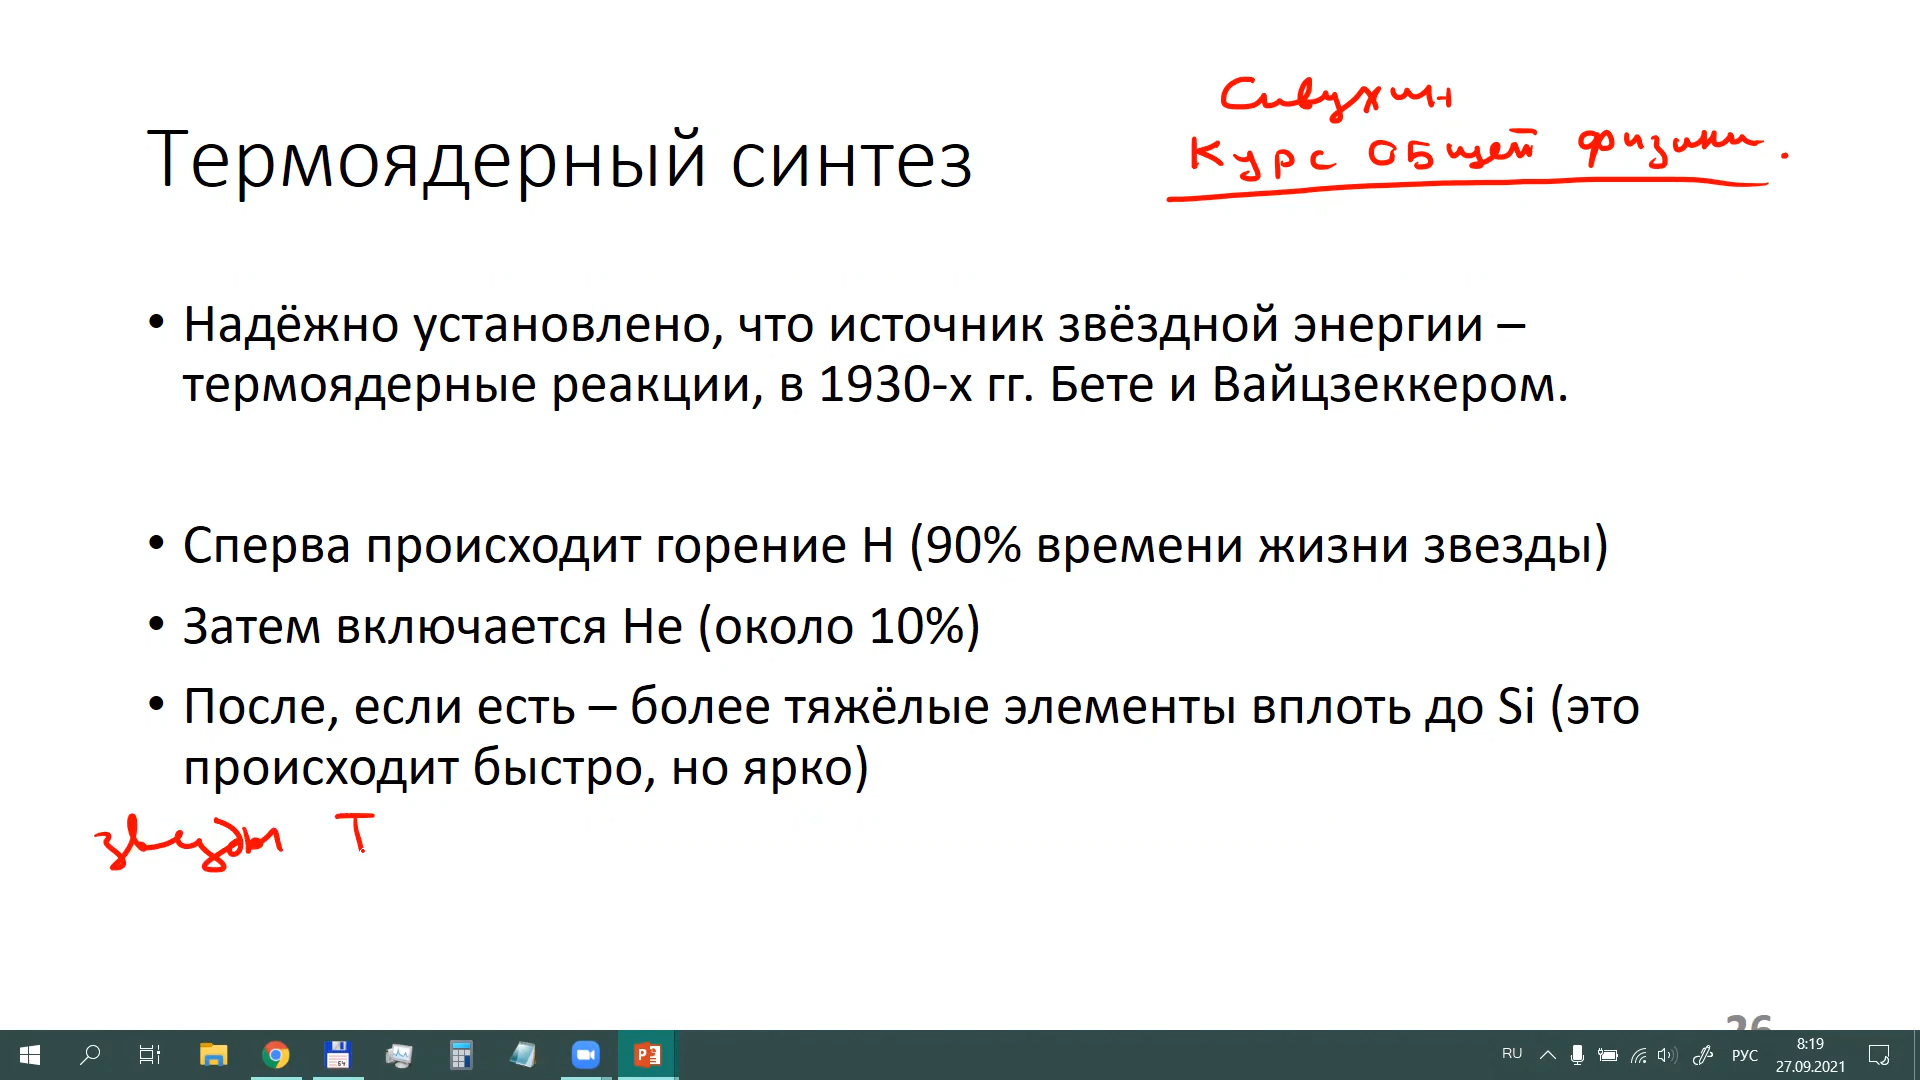 Сивухин
Курс общей физики.
Термоядерный синтез
• Надёжно установлено, что источник звёздной энергии –
термоядерные реакции, в 1930-х гг. Бете и Вайцзеккером.
• Сперва происходит горение H (90% времени жизни звезды)
• Затем включается He (около 10%)
• После, если есть – более тяжёлые элементы вплоть до Si (это
происходит быстро, но ярко)
звезды T
26
RU РУС 8:19
27.09.2021